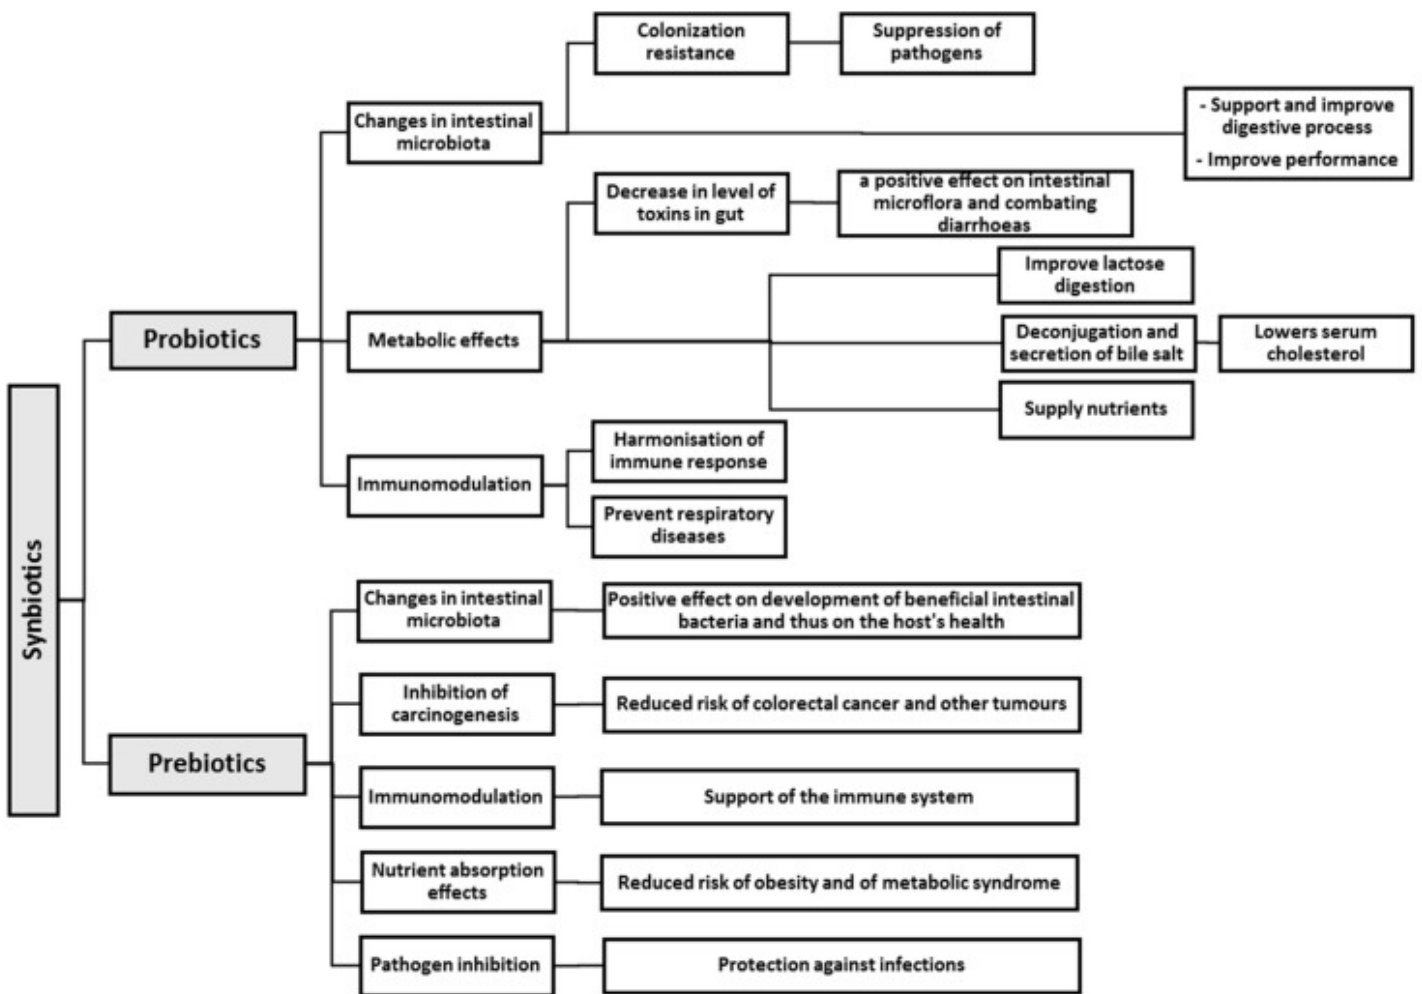 Colonization
resistance
Suppression of
pathogens
Changes in intestinal
microbiota
- Support and improve
digestive process
- Improve performance
Decrease in level of
toxins in gut
a positive effect on intestinal
microflora and combating
diarrhoeas
Improve lactose
digestion
Probiotics
Metabolic effects
Deconjugation and
secretion of bile salt
Lowers serum
cholesterol
Supply nutrients
Harmonisation of
immune response
Immunomodulation
Prevent respiratory
diseases
Synbiotics
Changes in intestinal
microbiota
Positive effect on development of beneficial intestinal
bacteria and thus on the host's health
Inhibition of
carcinogenesis
Reduced risk of colorectal cancer and other tumours
Prebiotics
Immunomodulation
Support of the immune system
Nutrient absorption
effects
Reduced risk of obesity and of metabolic syndrome
Pathogen inhibition
Protection against infections